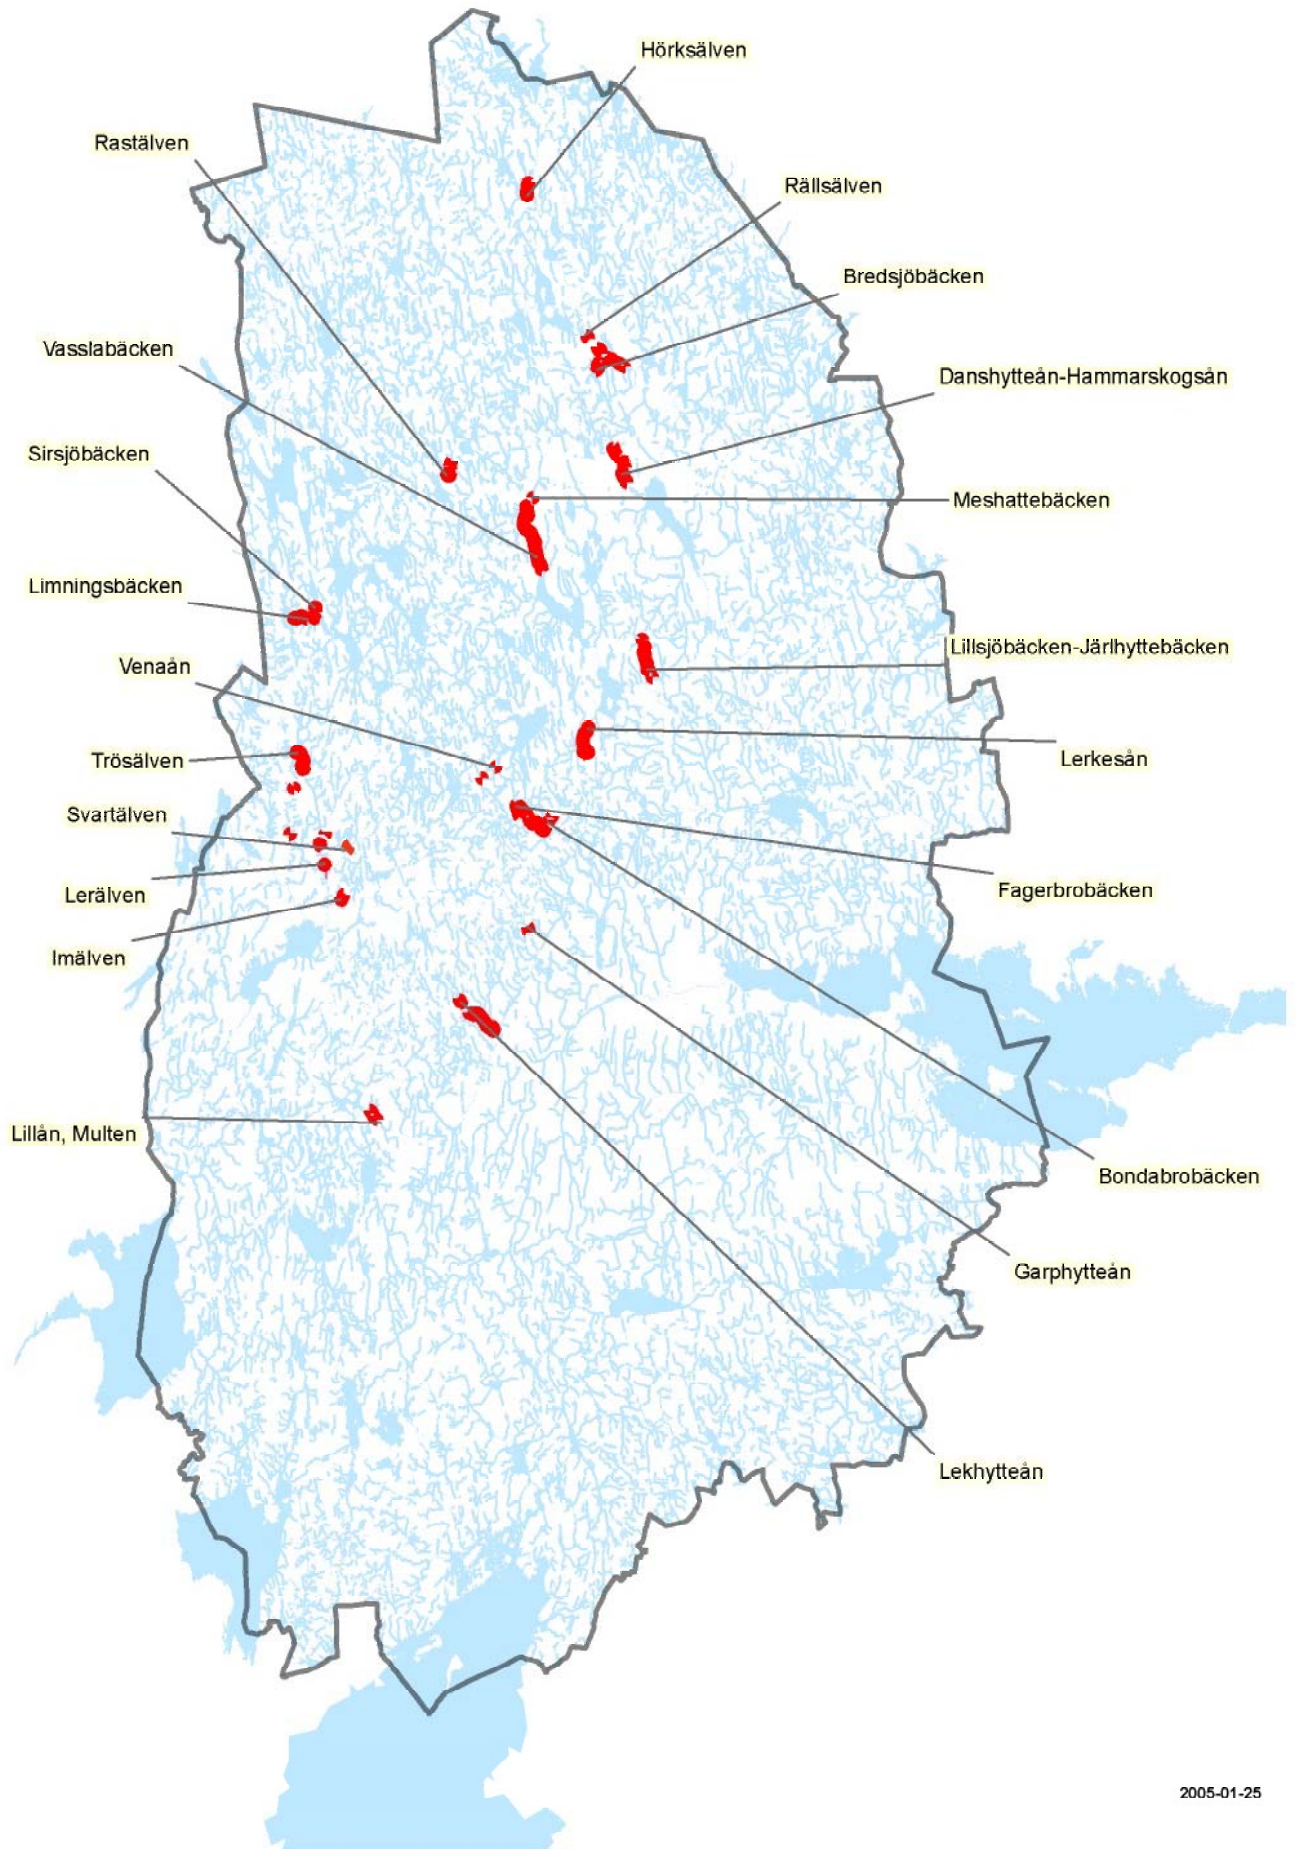 Hörksälven
Rastälven
Rällsälven
Bredsjöbäcken
Vasslabäcken
Danshytteån-Hammarskogsån
Sirsjöbäcken
Meshattebäcken
Limningsbäcken
Lillsjöbäcken-Järlhyttebäcken
Venaån
Lerkesån
Trösälven
Svartälven
Fagerbrobäcken
Lerälven
Imälven
Lillån, Multen
Bondabrobäcken
Garphytteån
Lekhytteån
2005-01-25